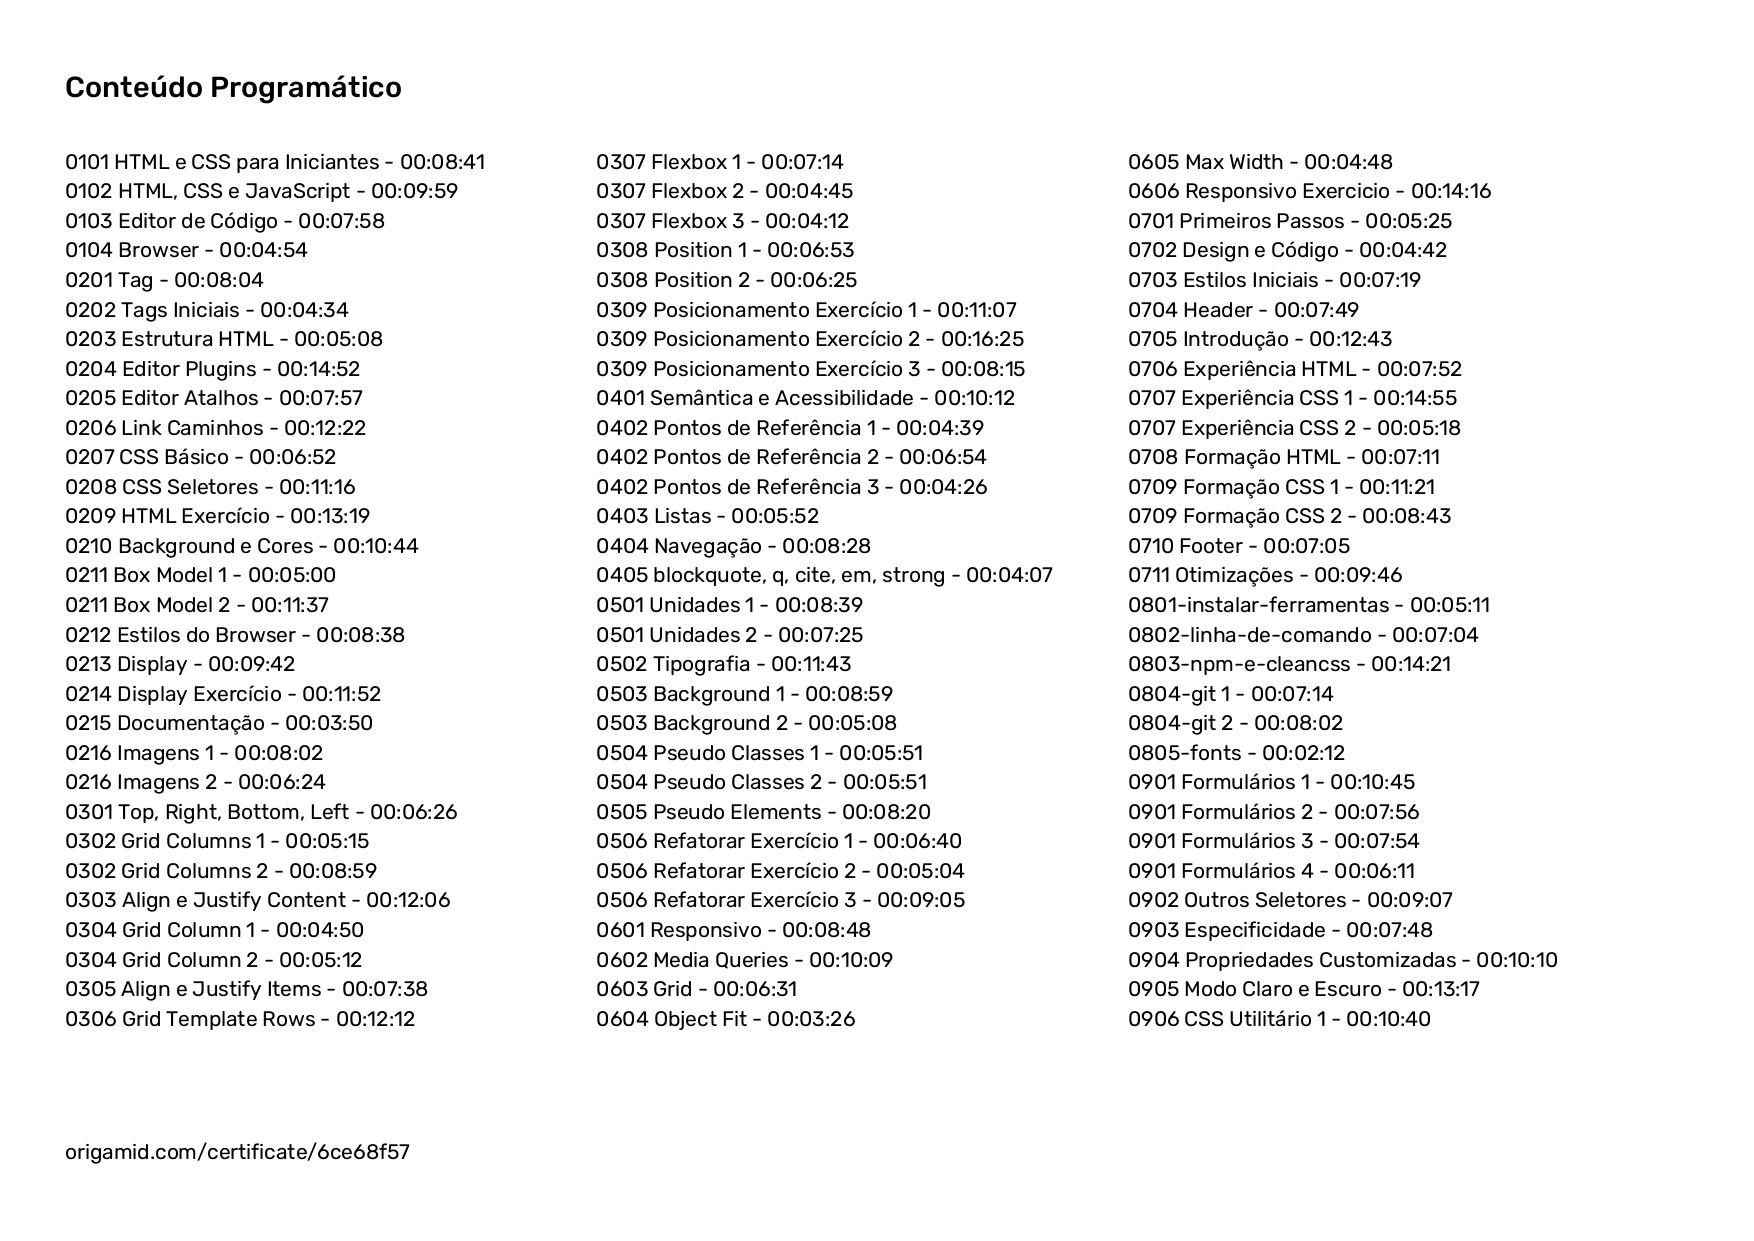 Conteúdo Programático
0101 HTML e CSS para Iniciantes - 00:08:41
0102 HTML, CSS e JavaScript - 00:09:59
0103 Editor de Código - 00:07:58
0104 Browser - 00:04:54
0201 Tag - 00:08:04
0202 Tags Iniciais - 00:04:34
0203 Estrutura HTML - 00:05:08
0204 Editor Plugins - 00:14:52
0205 Editor Atalhos - 00:07:57
0206 Link Caminhos - 00:12:22
0207 CSS Básico - 00:06:52
0208 CSS Seletores - 00:11:16
0209 HTML Exercício - 00:13:19
0210 Background e Cores - 00:10:44
0211 Box Model 1 - 00:05:00
0211 Box Model 2 - 00:11:37
0212 Estilos do Browser - 00:08:38
0213 Display - 00:09:42
0214 Display Exercício - 00:11:52
0215 Documentação - 00:03:50
0216 Imagens 1 - 00:08:02
0216 Imagens 2 - 00:06:24
0301 Top, Right, Bottom, Left - 00:06:26
0302 Grid Columns 1 - 00:05:15
0302 Grid Columns 2 - 00:08:59
0303 Align e Justify Content - 00:12:06
0304 Grid Column 1 - 00:04:50
0304 Grid Column 2 - 00:05:12
0305 Align e Justify Items - 00:07:38
0306 Grid Template Rows - 00:12:12
0307 Flexbox 1 - 00:07:14
0307 Flexbox 2 - 00:04:45
0307 Flexbox 3 - 00:04:12
0308 Position 1 - 00:06:53
0308 Position 2 - 00:06:25
0309 Posicionamento Exercício 1 - 00:11:07
0309 Posicionamento Exercício 2 - 00:16:25
0309 Posicionamento Exercício 3 - 00:08:15
0401 Semântica e Acessibilidade - 00:10:12
0402 Pontos de Referência 1 - 00:04:39
0402 Pontos de Referência 2 - 00:06:54
0402 Pontos de Referência 3 - 00:04:26
0403 Listas - 00:05:52
0404 Navegação - 00:08:28
0405 blockquote, q, cite, em, strong - 00:04:07
0501 Unidades 1 - 00:08:39
0501 Unidades 2 - 00:07:25
0502 Tipografia - 00:11:43
0503 Background 1 - 00:08:59
0503 Background 2 - 00:05:08
0504 Pseudo Classes 1 - 00:05:51
0504 Pseudo Classes 2 - 00:05:51
0505 Pseudo Elements - 00:08:20
0506 Refatorar Exercício 1 - 00:06:40
0506 Refatorar Exercício 2 - 00:05:04
0506 Refatorar Exercício 3 - 00:09:05
0601 Responsivo - 00:08:48
0602 Media Queries - 00:10:09
0603 Grid - 00:06:31
0604 Object Fit - 00:03:26
0605 Max Width - 00:04:48
0606 Responsivo Exercicio - 00:14:16
0701 Primeiros Passos - 00:05:25
0702 Design e Código - 00:04:42
0703 Estilos Iniciais - 00:07:19
0704 Header - 00:07:49
0705 Introdução - 00:12:43
0706 Experiência HTML - 00:07:52
0707 Experiência CSS 1 - 00:14:55
0707 Experiência CSS 2 - 00:05:18
0708 Formação HTML - 00:07:11
0709 Formação CSS 1 - 00:11:21
0709 Formação CSS 2 - 00:08:43
0710 Footer - 00:07:05
0711 Otimizações - 00:09:46
0801-instalar-ferramentas - 00:05:11
0802-linha-de-comando - 00:07:04
0803-npm-e-cleancss - 00:14:21
0804-git 1 - 00:07:14
0804-git 2 - 00:08:02
0805-fonts - 00:02:12
0901 Formulários 1 - 00:10:45
0901 Formulários 2 - 00:07:56
0901 Formulários 3 - 00:07:54
0901 Formulários 4 - 00:06:11
0902 Outros Seletores - 00:09:07
0903 Especificidade - 00:07:48
0904 Propriedades Customizadas - 00:10:10
0905 Modo Claro e Escuro - 00:13:17
0906 CSS Utilitário 1 - 00:10:40
origamid.com/certificate/6ce68f57